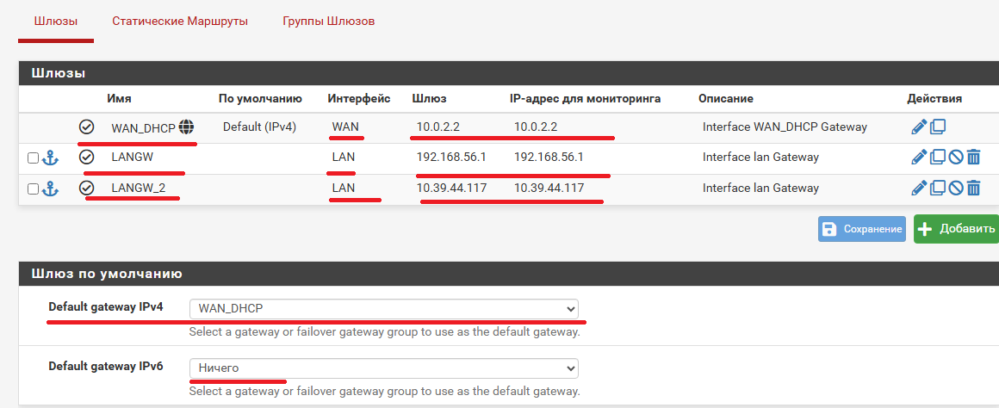 Шлюзы Статические Маршруты Группы Шлюзов
Шлюзы
Имя По умолчанию Интерфейс Шлюз IP-адрес для мониторинга Описание Действия
WAN_DHCP Default (IPv4) WAN 10.0.2.2 10.0.2.2 Interface WAN_DHCP Gateway
LANGW LAN 192.168.56.1 192.168.56.1 Interface lan Gateway
LANGW_2 LAN 10.39.44.117 10.39.44.117 Interface lan Gateway
Сохранение Добавить
Шлюз по умолчанию
Default gateway IPv4 WAN_DHCP
Select a gateway or failover gateway group to use as the default gateway.
Default gateway IPv6 Ничего
Select a gateway or failover gateway group to use as the default gateway.